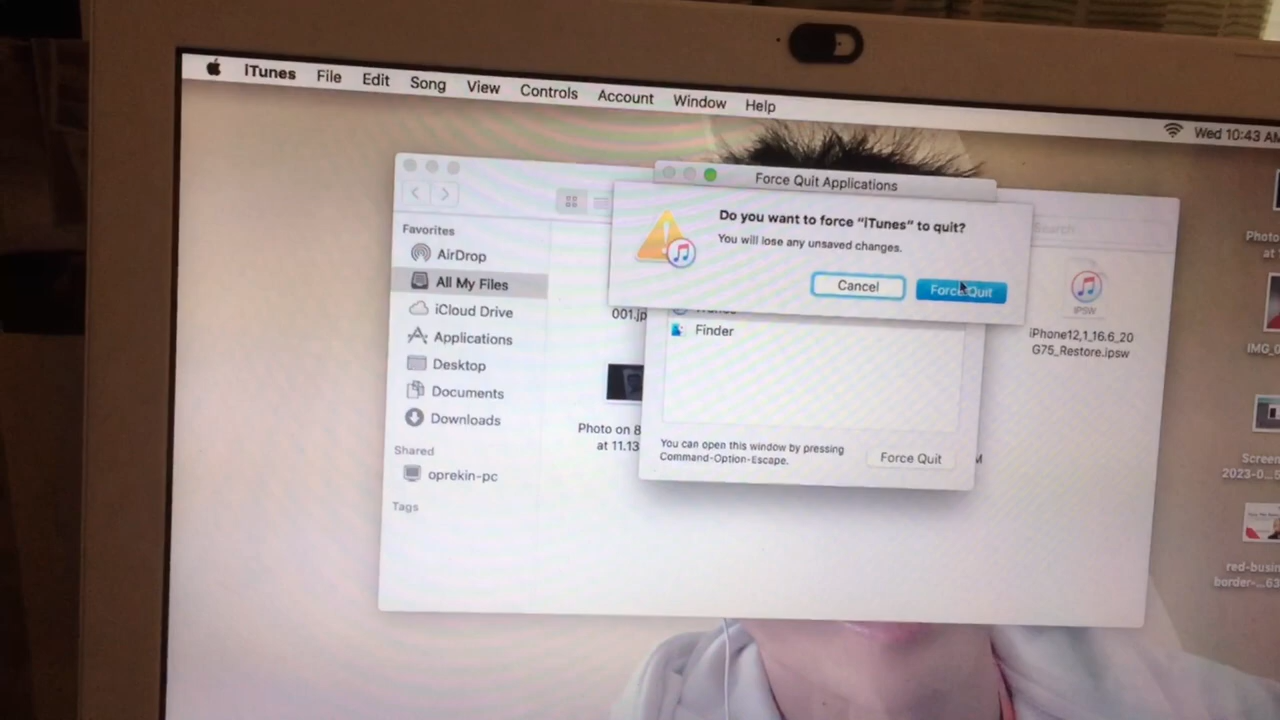 iTunes File Edit Song View Controls Account Window Help
Wed 10:43 AM
Force Quit Applications
Do you want to force “iTunes” to quit?
You will lose any unsaved changes.
Cancel
Force Quit
Search
Favorites
AirDrop
All My Files
iCloud Drive
Applications
Desktop
Documents
Downloads
Shared
oprekin-pc
Tags
001.jp
Photo on 8
at 11.13
Finder
You can open this window by pressing
Command-Option-Escape.
Force Quit
M
IPSW
iPhone12,1_16.6_20
G75_Restore.ipsw
Photo
at
IMG_0
Screen
2023-0...5
red-busin
border-...63